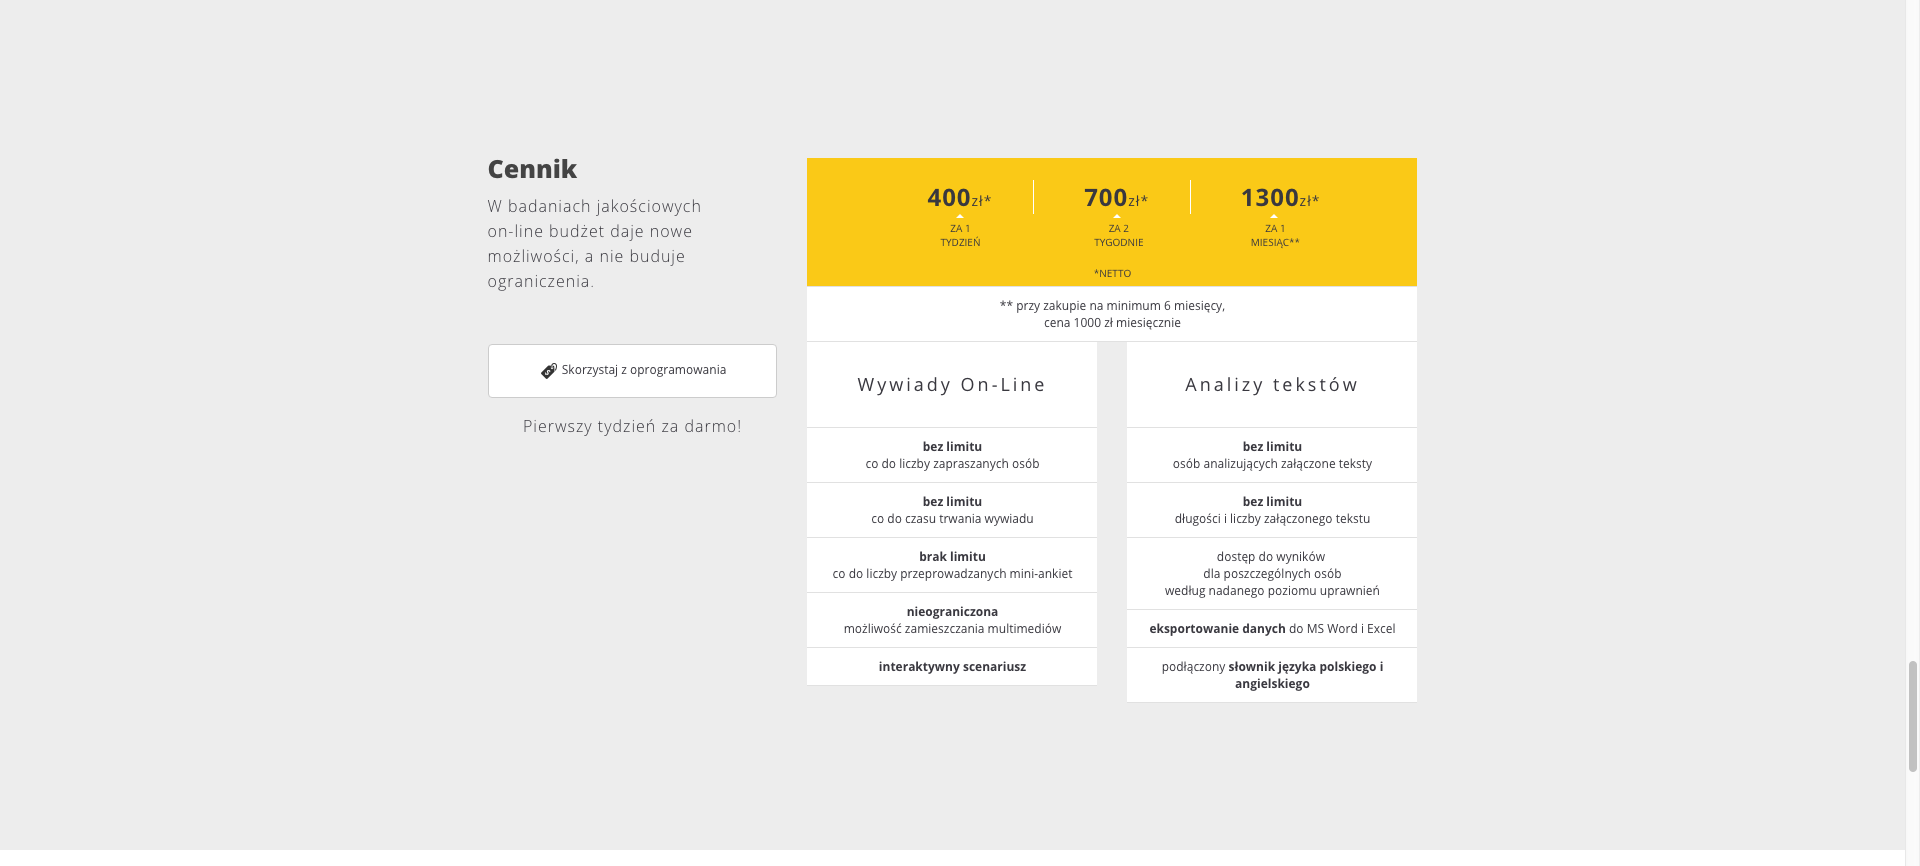 Cennik
W badaniach jakościowych
on-line budżet daje nowe
możliwości, a nie buduje
ograniczenia.
Skorzystaj z oprogramowania
Pierwszy tydzień za darmo!
400zł*
ZA 1
TYDZIEŃ
700zł*
ZA 2
TYGODNIE
1300zł*
ZA 1
MIESIĄC**
*NETTO
** przy zakupie na minimum 6 miesięcy,
cena 1000 zł miesięcznie
Wywiady On-Line
bez limitu
co do liczby zapraszanych osób
bez limitu
co do czasu trwania wywiadu
brak limitu
co do liczby przeprowadzanych mini-ankiet
nieograniczona
możliwość zamieszczania multimediów
interaktywny scenariusz
Analizy tekstów
bez limitu
osób analizujących załączone teksty
bez limitu
długości i liczby załączonego tekstu
dostęp do wyników
dla poszczególnych osób
według nadanego poziomu uprawnień
eksportowanie danych do MS Word i Excel
podłączony słownik języka polskiego i
angielskiego